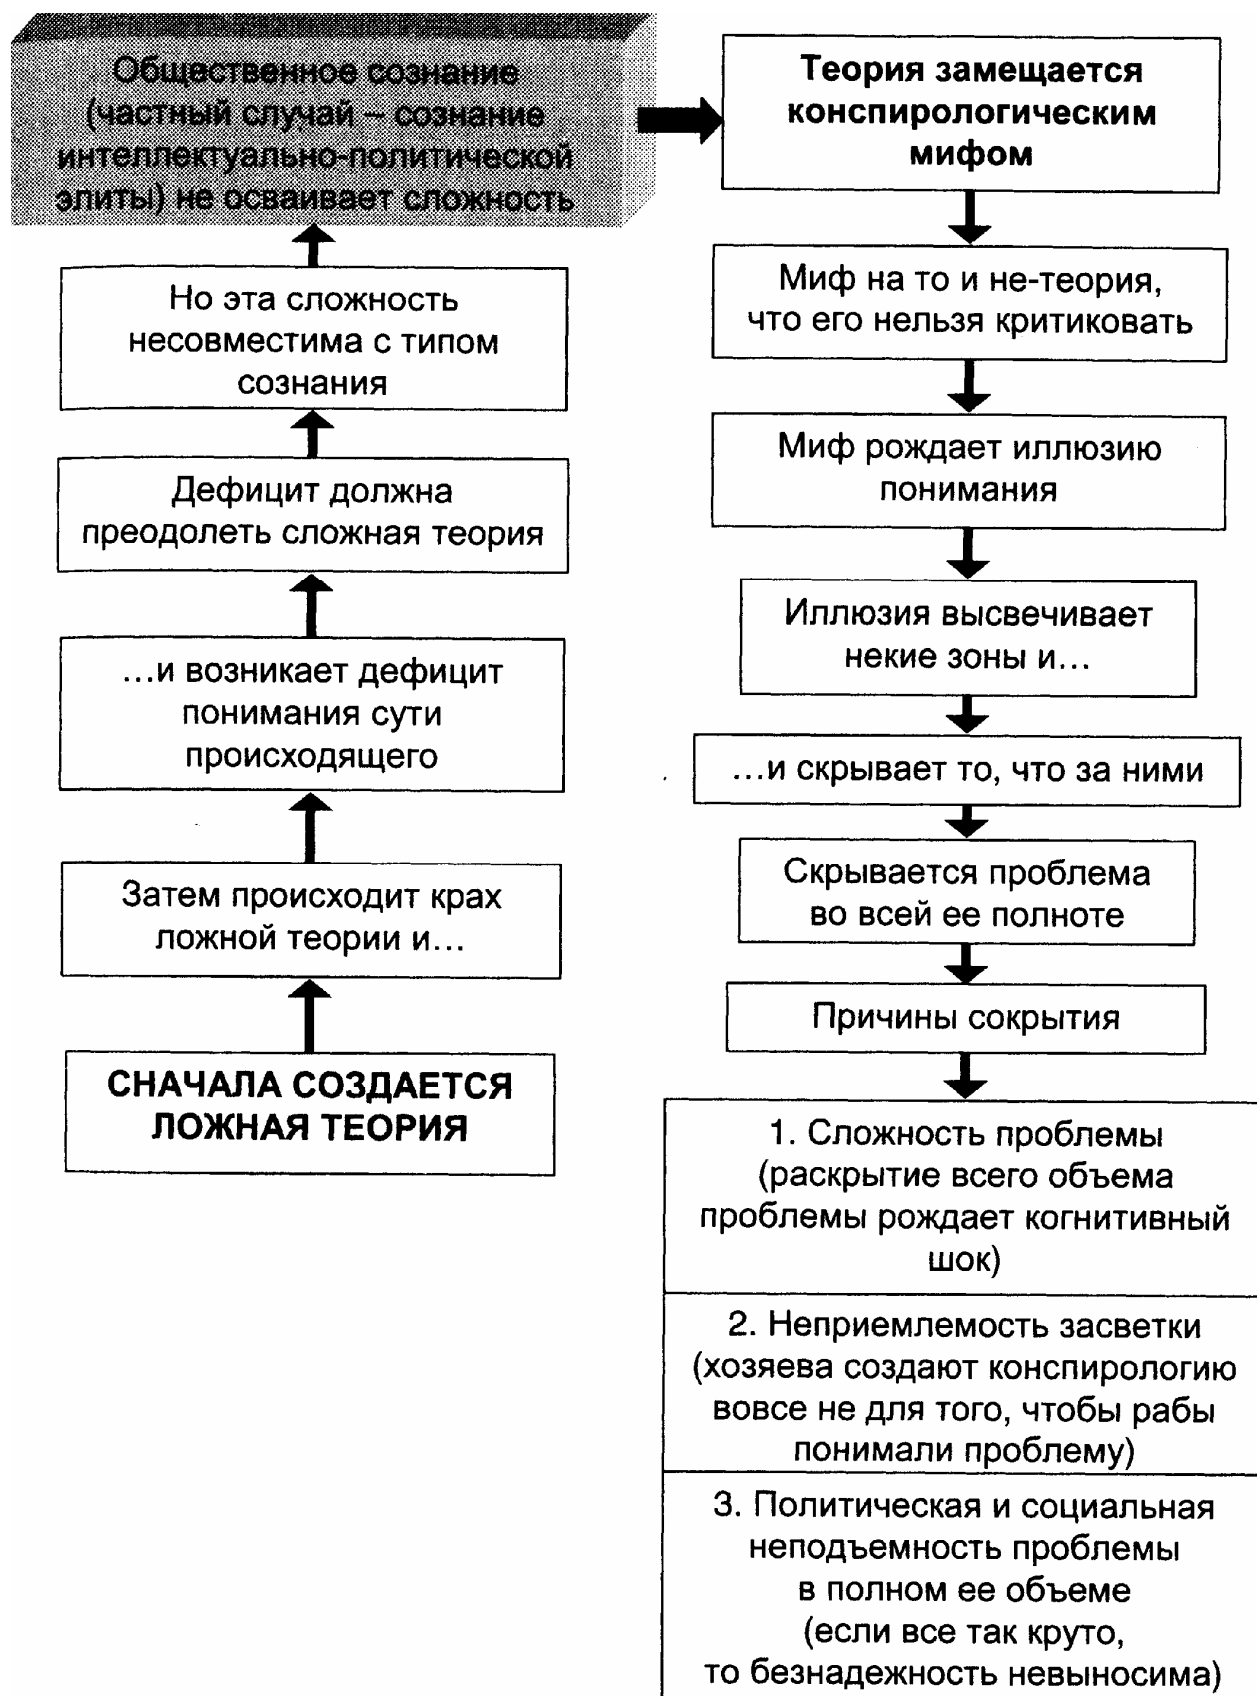 СНАЧАЛА СОЗДАЕТСЯ
ЛОЖНАЯ ТЕОРИЯ
Затем происходит крах
ложной теории и…
…и возникает дефицит
понимания сути
происходящего
Дефицит должна
преодолеть сложная теория
Но эта сложность
несовместима с типом
сознания
Общественное сознание
(частный случай – сознание
интеллектуально-политической
элиты) не осваивает сложность
Теория замещается
конспирологическим
мифом
Миф на то и не-теория,
что его нельзя критиковать
Миф рождает иллюзию
понимания
Иллюзия высвечивает
некие зоны и…
…и скрывает то, что за ними
Скрывается проблема
во всей ее полноте
Причины сокрытия
1. Сложность проблемы
(раскрытие всего объема
проблемы рождает когнитивный
шок)
2. Неприемлемость засветки
(хозяева создают конспирологию
вовсе не для того, чтобы рабы
понимали проблему)
3. Политическая и социальная
неподъемность проблемы
в полном ее объеме
(если все так круто,
то безнадежность невыносима)